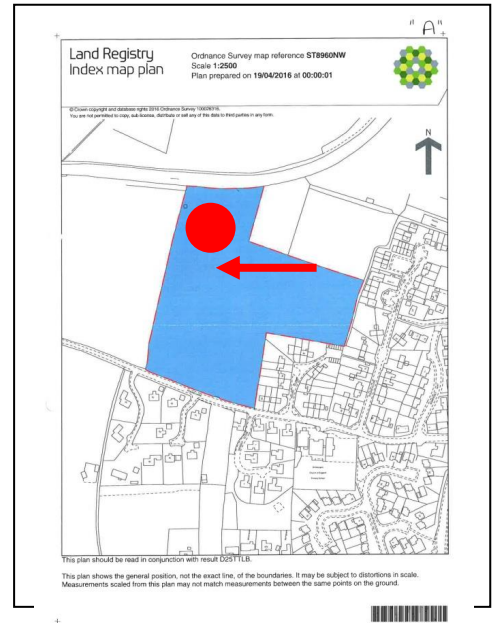 "A"
Land Registry
Index map plan
Ordnance Survey map reference ST8960NW
Scale 1:2500
Plan prepared on 19/04/2016 at 00:00:01
© Crown copyright and database rights 2016 Ordnance Survey 100026316.
You are not permitted to copy, sub-license, distribute or sell any of this data to third parties in any form.
N
This plan should be read in conjunction with result D25TTLB.
This plan shows the general position, not the exact line, of the boundaries. It may be subject to distortions in scale.
Measurements scaled from this plan may not match measurements between the same points on the ground.